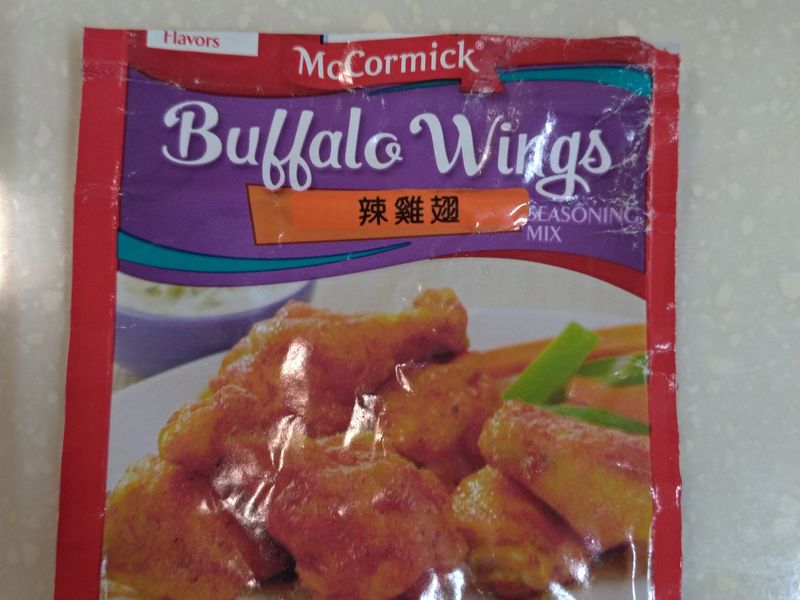 Flavors
McCormick®
Buffalo Wings
辣雞翅
SEASONING
MIX